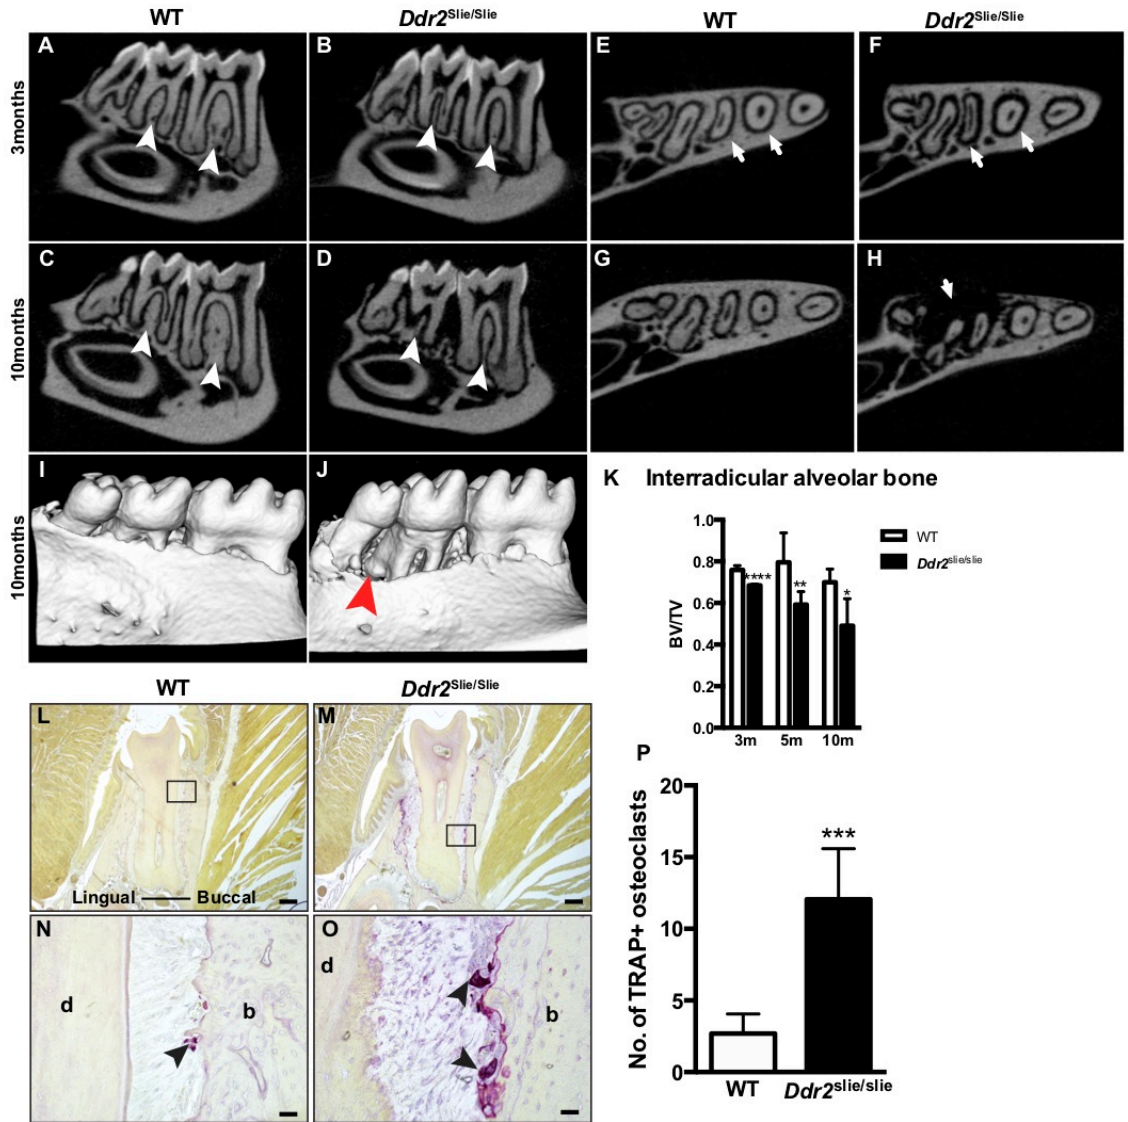 WT
Ddr2Slie/Slie
WT
Ddr2Slie/Slie
3months
A
B
E
F
10months
C
D
G
H
10months
I
J
K Interradicular alveolar bone
BV/TV
1.0
0.8
0.6
0.4
0.2
0.0
**** ** *
3m 5m 10m
WT
Ddr2slie/slie
WT
Ddr2Slie/Slie
L
Lingual Buccal
M
N
d
b
O
d
b
P
No. of TRAP+ osteoclasts
20
15
10
5
0
***
WT Ddr2slie/slie